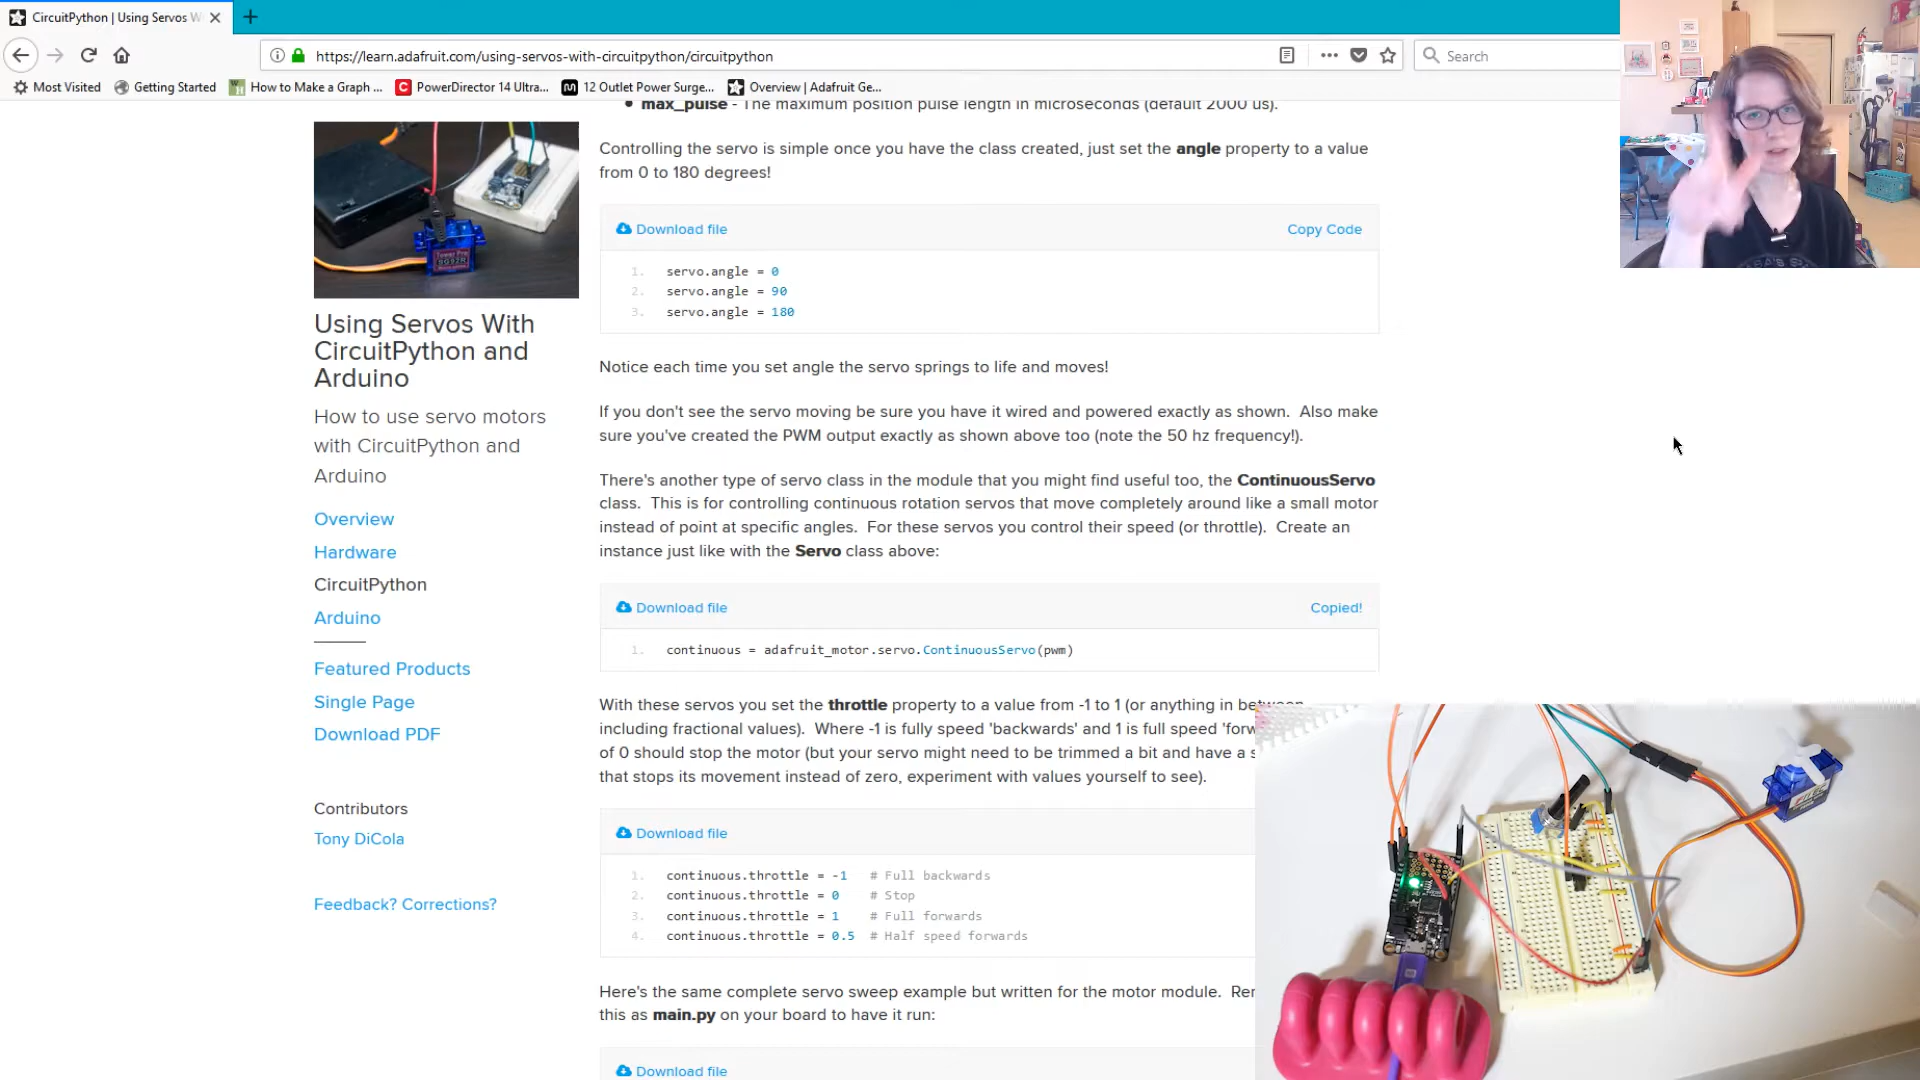 CircuitPython | Using Servos W
https://learn.adafruit.com/using-servos-with-circuitpython/circuitpython
Search
Most Visited
Getting Started
How to Make a Graph ...
PowerDirector 14 Ultra...
12 Outlet Power Surge...
Overview | Adafruit Ge...
• max_pulse - The maximum position pulse length in microseconds (default 2000 us).
Controlling the servo is simple once you have the class created, just set the angle property to a value
from 0 to 180 degrees!
Download file
Copy Code
1. servo.angle = 0
2. servo.angle = 90
3. servo.angle = 180
Using Servos With
CircuitPython and
Arduino
How to use servo motors
with CircuitPython and
Arduino
Overview
Hardware
CircuitPython
Arduino
Featured Products
Single Page
Download PDF
Contributors
Tony DiCola
Feedback? Corrections?
Notice each time you set angle the servo springs to life and moves!
If you don't see the servo moving be sure you have it wired and powered exactly as shown. Also make
sure you've created the PWM output exactly as shown above too (note the 50 hz frequency!).
There's another type of servo class in the module that you might find useful too, the ContinuousServo
class. This is for controlling continuous rotation servos that move completely around like a small motor
instead of point at specific angles. For these servos you control their speed (or throttle). Create an
instance just like with the Servo class above:
Download file
Copied!
1. continuous = adafruit_motor.servo.ContinuousServo(pwm)
With these servos you set the throttle property to a value from -1 to 1 (or anything in between
including fractional values). Where -1 is fully speed 'backwards' and 1 is full speed 'forw
of 0 should stop the motor (but your servo might need to be trimmed a bit and have a s
that stops its movement instead of zero, experiment with values yourself to see).
Download file
1. continuous.throttle = -1 # Full backwards
2. continuous.throttle = 0 # Stop
3. continuous.throttle = 1 # Full forwards
4. continuous.throttle = 0.5 # Half speed forwards
Here's the same complete servo sweep example but written for the motor module. Rer
this as main.py on your board to have it run:
Download file